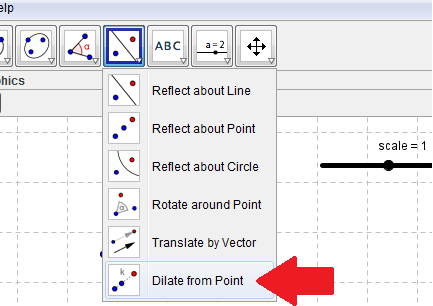 elp
ABC
a = 2
phics
Reflect about Line
scale = 1
Reflect about Point
Reflect about Circle
α
Rotate around Point
Translate by Vector
k
Dilate from Point